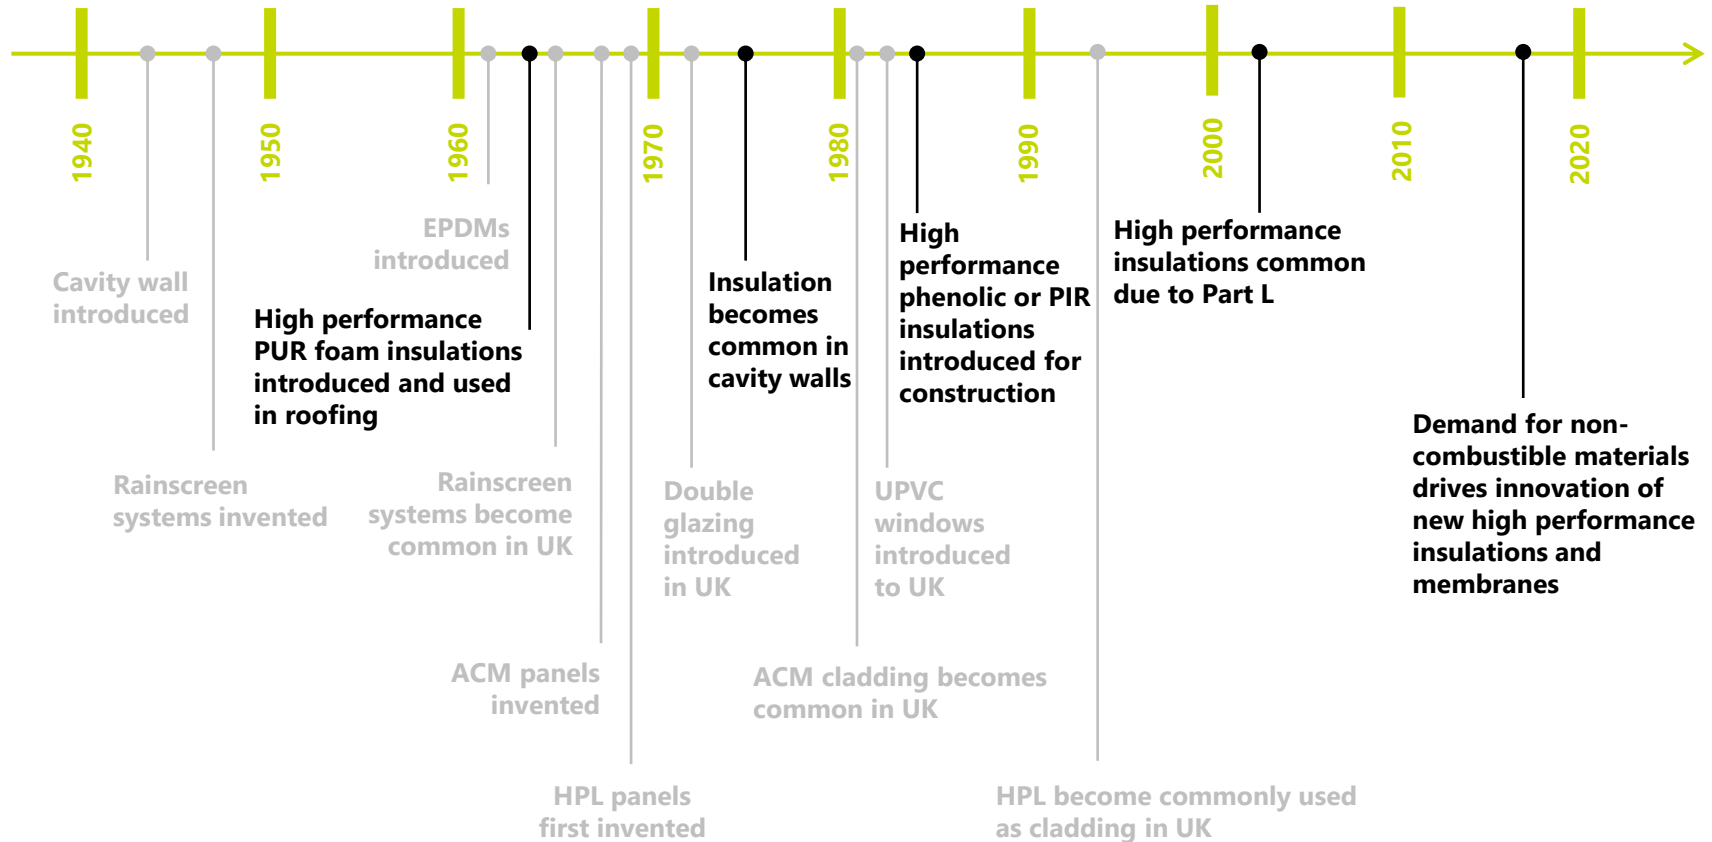 1940
1950
1960
1970
1980
1990
2000
2010
2020
Cavity wall
introduced
Rainscreen
systems invented
EPDMs
introduced
High performance
PUR foam insulations
introduced and used
in roofing
Rainscreen
systems become
common in UK
ACM panels
invented
HPL panels
first invented
Double
glazing
introduced
in UK
Insulation
becomes
common in
cavity walls
ACM cladding becomes
common in UK
UPVC
windows
introduced
to UK
High
performance
phenolic or PIR
insulations
introduced for
construction
HPL become commonly used
as cladding in UK
High performance
insulations common
due to Part L
Demand for non-
combustible materials
drives innovation of
new high performance
insulations and
membranes